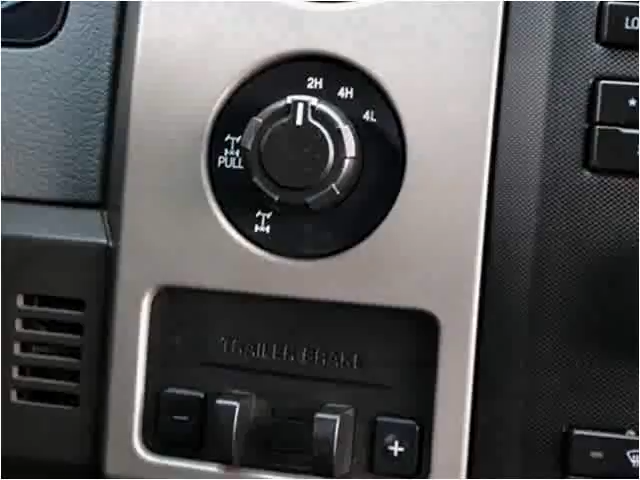 2H
4H
4L
PULL
TRAILER BRAKE
-
+
-